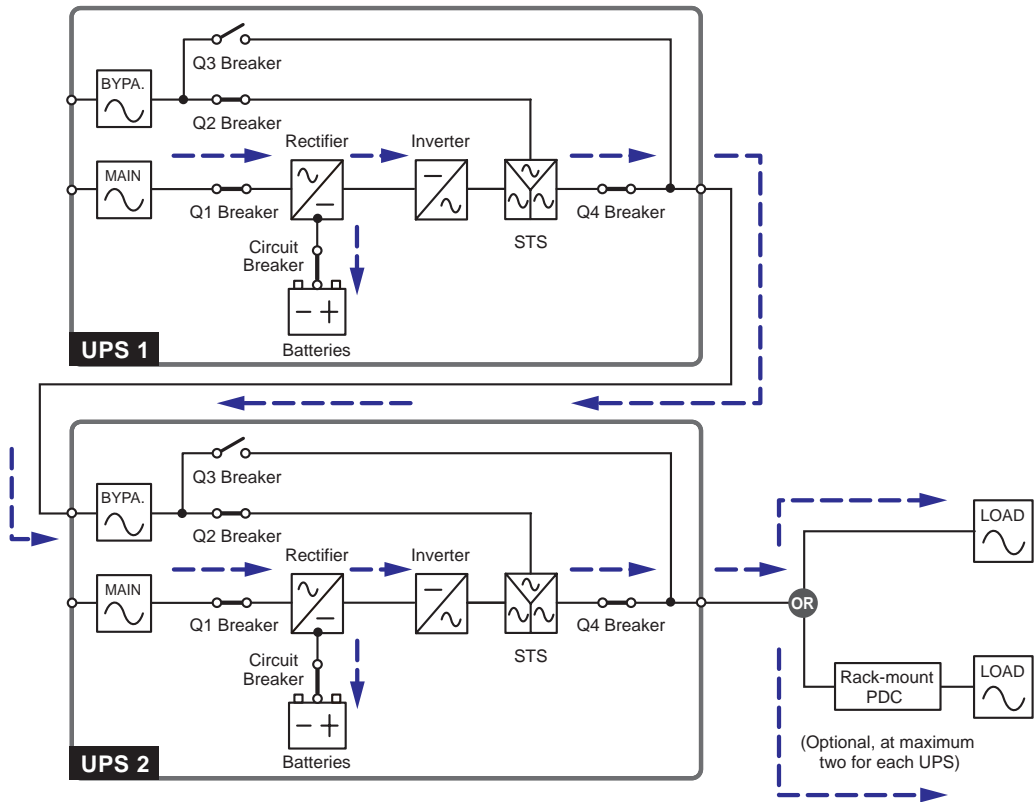 Q3 Breaker
BYPA.
Q2 Breaker
Rectifier
Inverter
MAIN
Q1 Breaker
Q4 Breaker
STS
Circuit
Breaker
Batteries
UPS 1
Q3 Breaker
BYPA.
Q2 Breaker
Rectifier
Inverter
MAIN
Q1 Breaker
Q4 Breaker
STS
Circuit
Breaker
Batteries
UPS 2
LOAD
OR
Rack-mount
PDC
LOAD
(Optional, at maximum
two for each UPS)